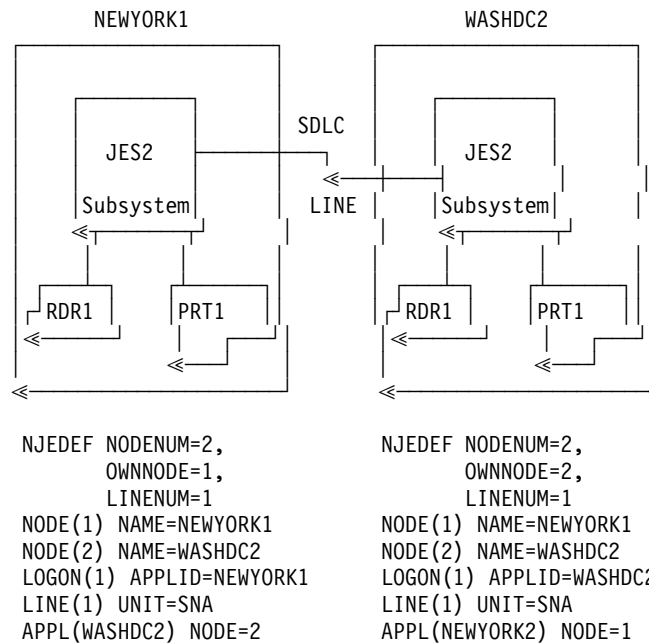 NEWYORK1 WASHDC2
SDLC
JES2 JES2
LINE
Subsystem Subsystem
RDR1 PRT1 RDR1 PRT1
NJEDEF NODENUM=2, NJEDEF NODENUM=2,
OWNNODE=1, OWNNODE=2,
LINENUM=1 LINENUM=1
NODE(1) NAME=NEWYORK1 NODE(1) NAME=NEWYORK1
NODE(2) NAME=WASHDC2 NODE(2) NAME=WASHDC2
LOGON(1) APPLID=NEWYORK1 LOGON(1) APPLID=WASHDC2
LINE(1) UNIT=SNA LINE(1) UNIT=SNA
APPL(WASHDC2) NODE=2 APPL(NEWYORK2) NODE=1